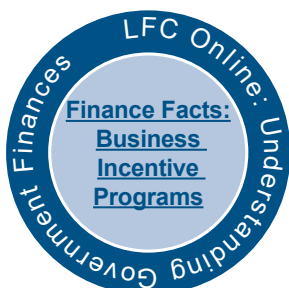 LFC Online: Understanding Government Finances
Finance Facts:
Business
Incentive
Programs